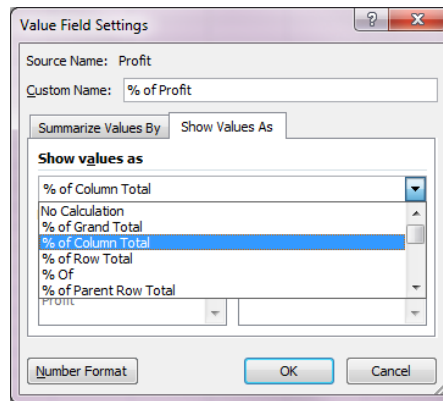 Value Field Settings
Source Name: Profit
Custom Name: % of Profit
Summarize Values By Show Values As
Show values as
% of Column Total
No Calculation
% of Grand Total
% of Column Total
% of Row Total
% Of
% of Parent Row Total
Profit
Number Format OK Cancel